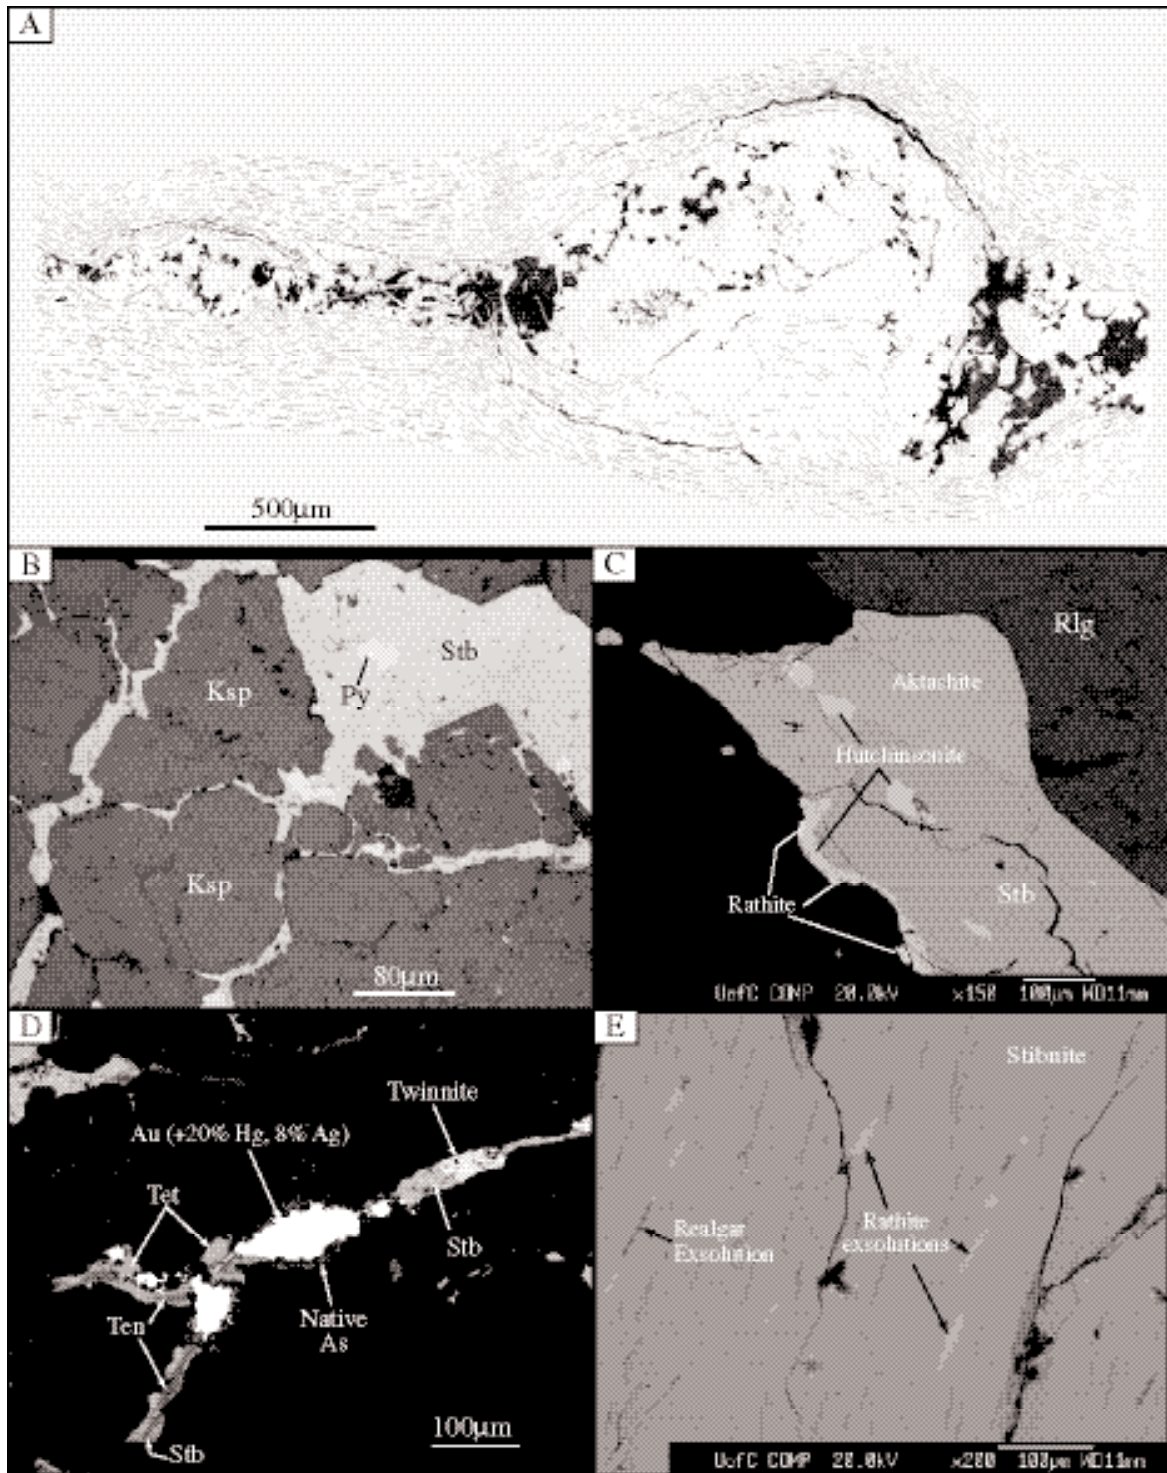 A
500μm
B
Stb
Py
Ksp
Ksp
80μm
C
Rlg
Aktachite
Hutchinsonite
Rathite
Stb
UofC COMP 20.0kV x150 100μm WD11mm
D
Twinnite
Au (+20% Hg, 8% Ag)
Tet
Stb
Ten
Native
As
Stb
100μm
E
Stibnite
Realgar
Exsolution
Rathite
exsolutions
UofC COMP 20.0kV x200 100μm WD11mm